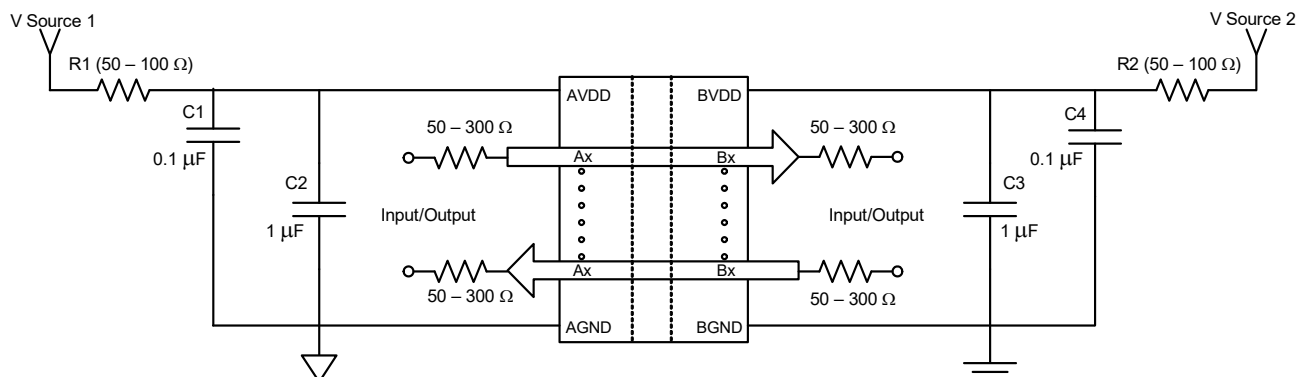 V Source 1
V Source 2
R1 (50 – 100 Ω)
R2 (50 – 100 Ω)
C1
0.1 μF
AVDD
BVDD
C4
0.1 μF
50 – 300 Ω
50 – 300 Ω
Ax
Bx
C2
1 μF
Input/Output
Input/Output
C3
1 μF
Ax
Bx
50 – 300 Ω
50 – 300 Ω
AGND
BGND